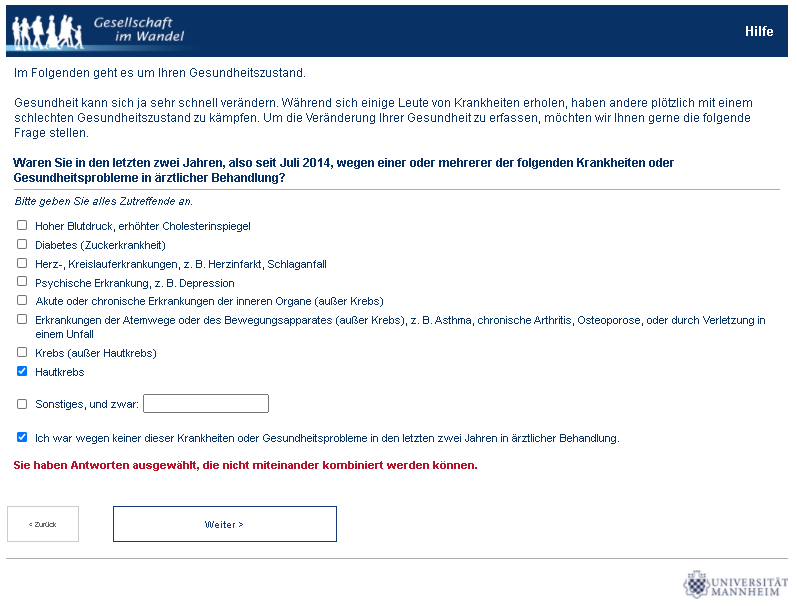 Gesellschaft
im Wandel
Hilfe
Im Folgenden geht es um Ihren Gesundheitszustand.
Gesundheit kann sich ja sehr schnell verändern. Während sich einige Leute von Krankheiten erholen, haben andere plötzlich mit einem
schlechten Gesundheitszustand zu kämpfen. Um die Veränderung Ihrer Gesundheit zu erfassen, möchten wir Ihnen gerne die folgende
Frage stellen.
Waren Sie in den letzten zwei Jahren, also seit Juli 2014, wegen einer oder mehrerer der folgenden Krankheiten oder
Gesundheitsprobleme in ärztlicher Behandlung?
Bitte geben Sie alles Zutreffende an.
Hoher Blutdruck, erhöhter Cholesterinspiegel
Diabetes (Zuckerkrankheit)
Herz-, Kreislauferkrankungen, z. B. Herzinfarkt, Schlaganfall
Psychische Erkrankung, z. B. Depression
Akute oder chronische Erkrankungen der inneren Organe (außer Krebs)
Erkrankungen der Atemwege oder des Bewegungsapparates (außer Krebs), z. B. Asthma, chronische Arthritis, Osteoporose, oder durch Verletzung in
einem Unfall
Krebs (außer Hautkrebs)
Hautkrebs
Sonstiges, und zwar:
Ich war wegen keiner dieser Krankheiten oder Gesundheitsprobleme in den letzten zwei Jahren in ärztlicher Behandlung.
Sie haben Antworten ausgewählt, die nicht miteinander kombiniert werden können.
< Zurück
Weiter >
UNIVERSITÄT
MANNHEIM